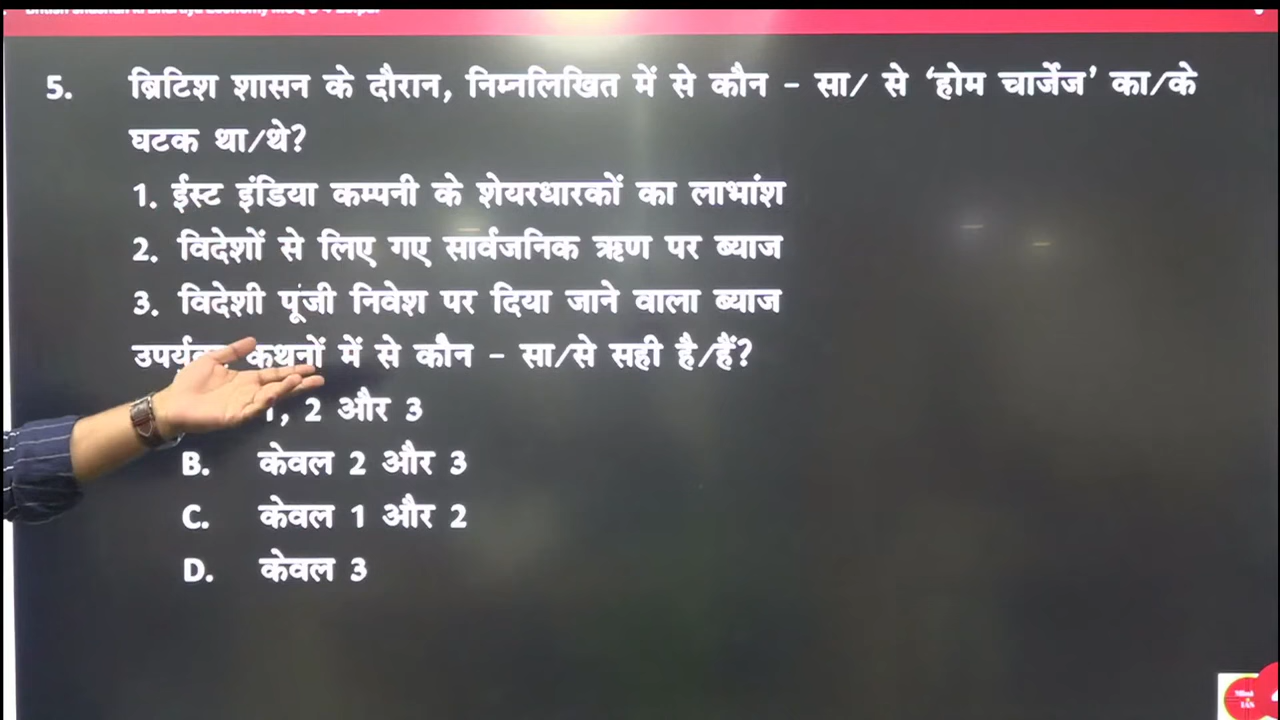 5. ब्रिटिश शासन के दौरान, निम्नलिखित में से कौन - सा/ से ‘होम चार्जेज’ का/के
घटक था/थे?
1. ईस्ट इंडिया कम्पनी के शेयरधारकों का लाभांश
2. विदेशों से लिए गए सार्वजनिक ऋण पर ब्याज
3. विदेशी पूंजी निवेश पर दिया जाने वाला ब्याज
कथनों में से कौन - सा/से सही है/हैं?
1, 2 और 3
B. केवल 2 और 3
C. केवल 1 और 2
D. केवल 3